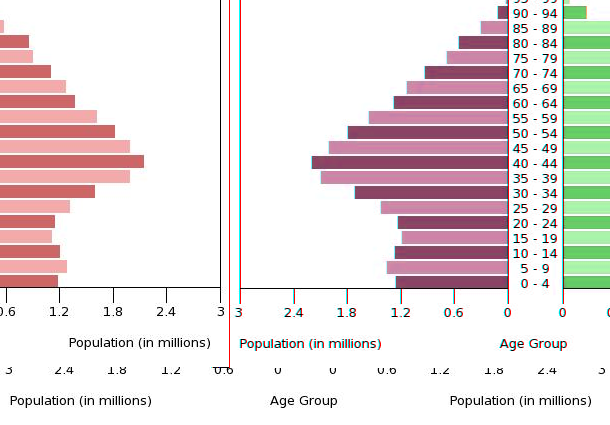 95 - 99
90 - 94
85 - 89
80 - 84
75 - 79
70 - 74
65 - 69
60 - 64
55 - 59
50 - 54
45 - 49
40 - 44
35 - 39
30 - 34
25 - 29
20 - 24
15 - 19
10 - 14
5 - 9
0 - 4
0.6 1.2 1.8 2.4 3 3 2.4 1.8 1.2 0.6 0 0
Population (in millions) Population (in millions) Age Group
3 2.4 1.8 1.2 0.6 0 0 0.6 1.2 1.8 2.4 3
Population (in millions) Age Group Population (in millions)